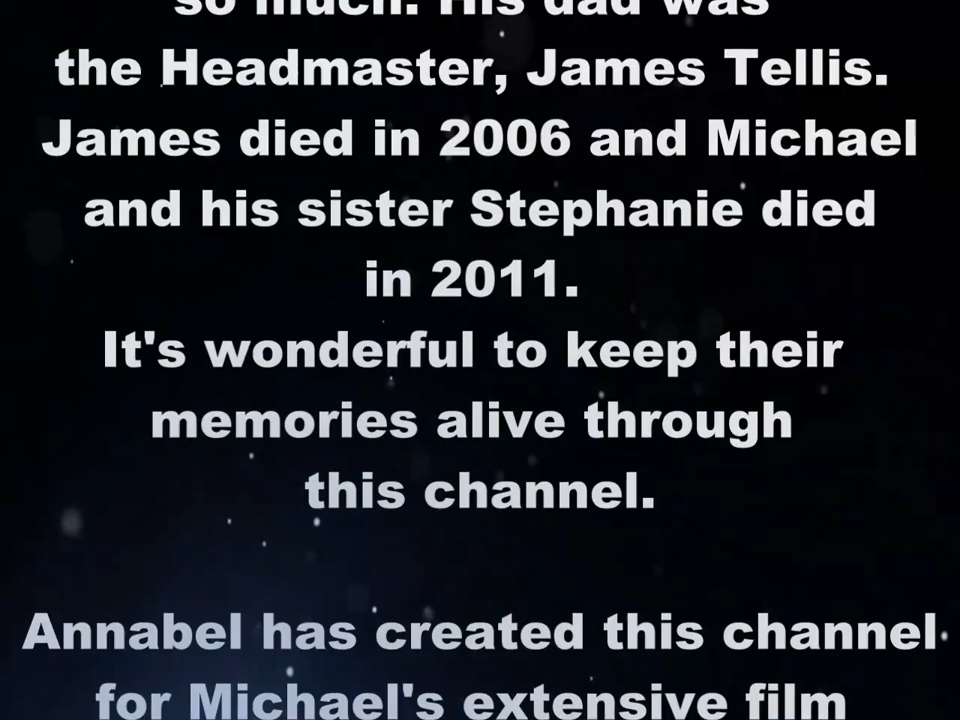 so much. His dad was
the Headmaster, James Tellis.
James died in 2006 and Michael
and his sister Stephanie died
in 2011.
It's wonderful to keep their
memories alive through
this channel.
Annabel has created this channel
for Michael's extensive film